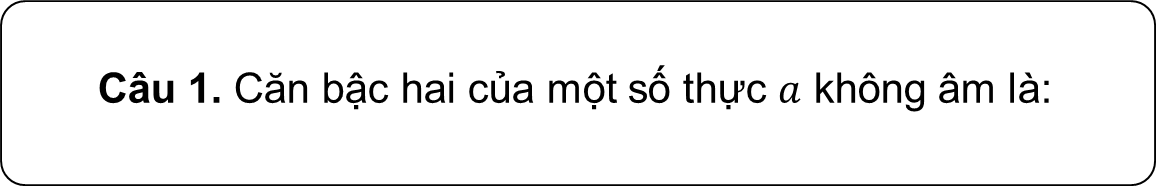 Câu 1. Căn bậc hai của một số thực 𝑎 không âm là: